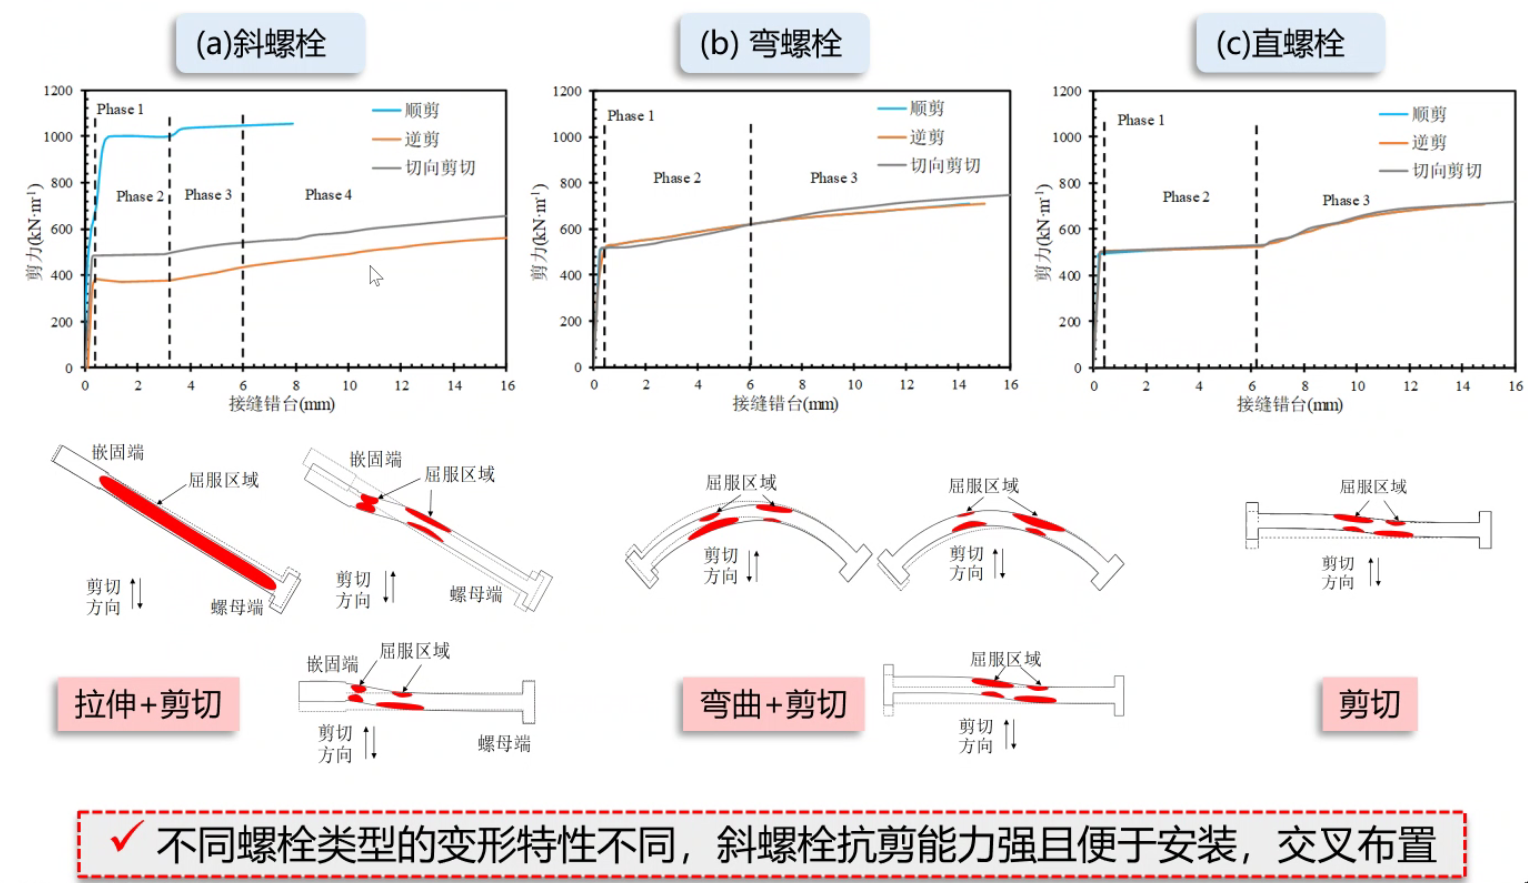 (a)斜螺栓
(b) 弯螺栓
(c)直螺栓
剪力(kN·m⁻¹)
1200
1000
800
600
400
200
0
Phase 1
Phase 2
Phase 3
Phase 4
顺剪
逆剪
切向剪切
0 2 4 6 8 10 12 14 16
接缝错台(mm)
剪力(kN·m⁻¹)
1200
1000
800
600
400
200
0
Phase 1
Phase 2
Phase 3
顺剪
逆剪
切向剪切
0 2 4 6 8 10 12 14 16
接缝错台(mm)
剪力(kN·m⁻¹)
1200
1000
800
600
400
200
0
Phase 1
Phase 2
Phase 3
顺剪
逆剪
切向剪切
0 2 4 6 8 10 12 14 16
接缝错台(mm)
嵌固端
屈服区域
剪切
方向
螺母端
嵌固端
屈服区域
剪切
方向
螺母端
屈服区域
剪切
方向
屈服区域
剪切
方向
屈服区域
剪切
方向
嵌固端
屈服区域
剪切
方向
螺母端
屈服区域
剪切
方向
拉伸+剪切
弯曲+剪切
剪切
不同螺栓类型的变形特性不同，斜螺栓抗剪能力强且便于安装，交叉布置